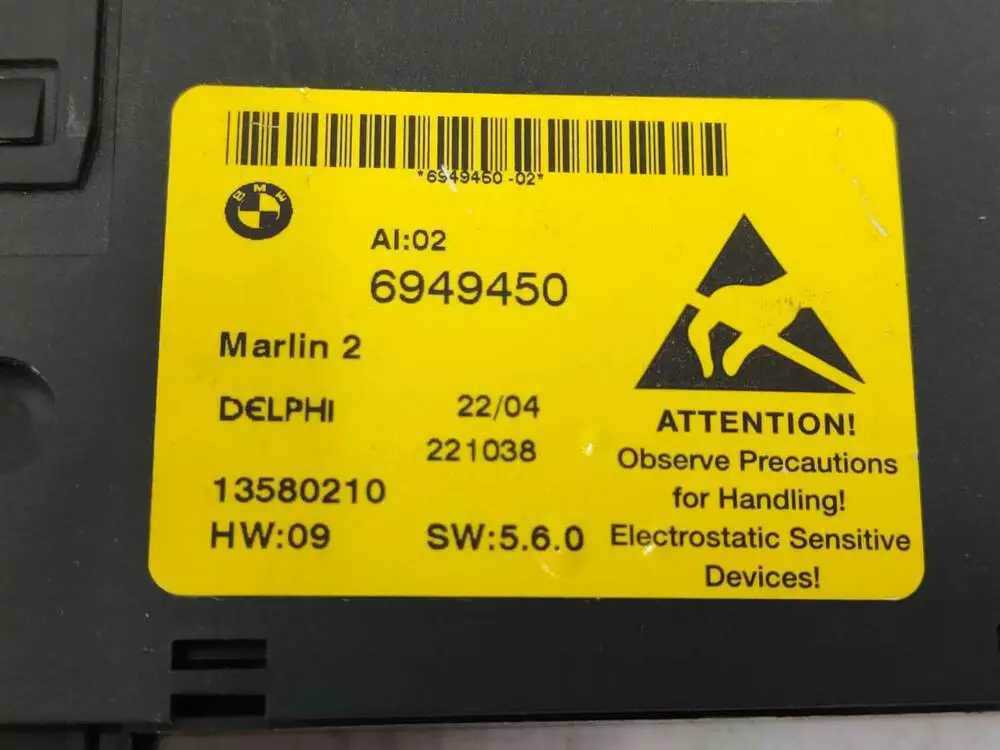 *6949450-02*
BMW
AI:02
6949450
Marlin 2
DELPHI 22/04
221038
13580210
HW:09 SW:5.6.0
ATTENTION!
Observe Precautions
for Handling!
Electrostatic Sensitive
Devices!